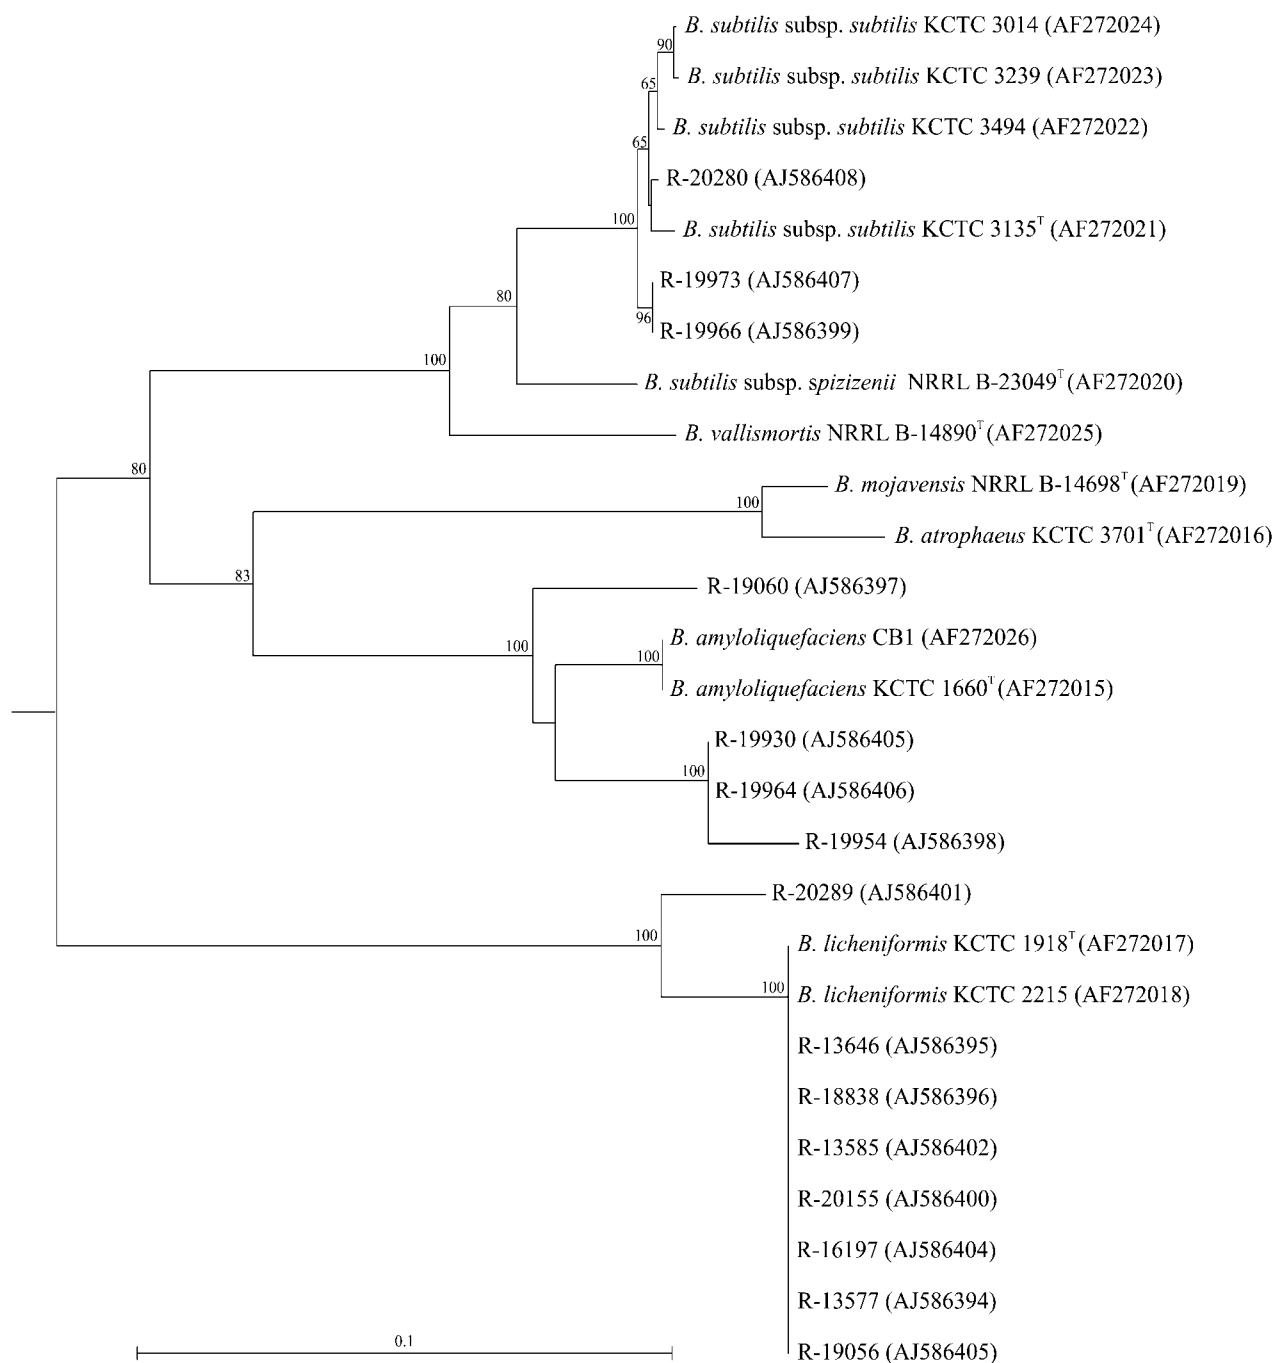 B. subtilis subsp. subtilis KCTC 3014 (AF272024)
90
B. subtilis subsp. subtilis KCTC 3239 (AF272023)
65
B. subtilis subsp. subtilis KCTC 3494 (AF272022)
65
R-20280 (AJ586408)
100
B. subtilis subsp. subtilis KCTC 3135T (AF272021)
R-19973 (AJ586407)
80
96
R-19966 (AJ586399)
100
B. subtilis subsp. spizizenii NRRL B-23049T (AF272020)
B. vallismortis NRRL B-14890T (AF272025)
80
B. mojavensis NRRL B-14698T (AF272019)
100
B. atrophaeus KCTC 3701T (AF272016)
83
R-19060 (AJ586397)
B. amyloliquefaciens CB1 (AF272026)
100
100
B. amyloliquefaciens KCTC 1660T (AF272015)
R-19930 (AJ586405)
100
R-19964 (AJ586406)
R-19954 (AJ586398)
R-20289 (AJ586401)
100
B. licheniformis KCTC 1918T (AF272017)
100
B. licheniformis KCTC 2215 (AF272018)
R-13646 (AJ586395)
R-18838 (AJ586396)
R-13585 (AJ586402)
R-20155 (AJ586400)
R-16197 (AJ586404)
R-13577 (AJ586394)
0.1
R-19056 (AJ586405)